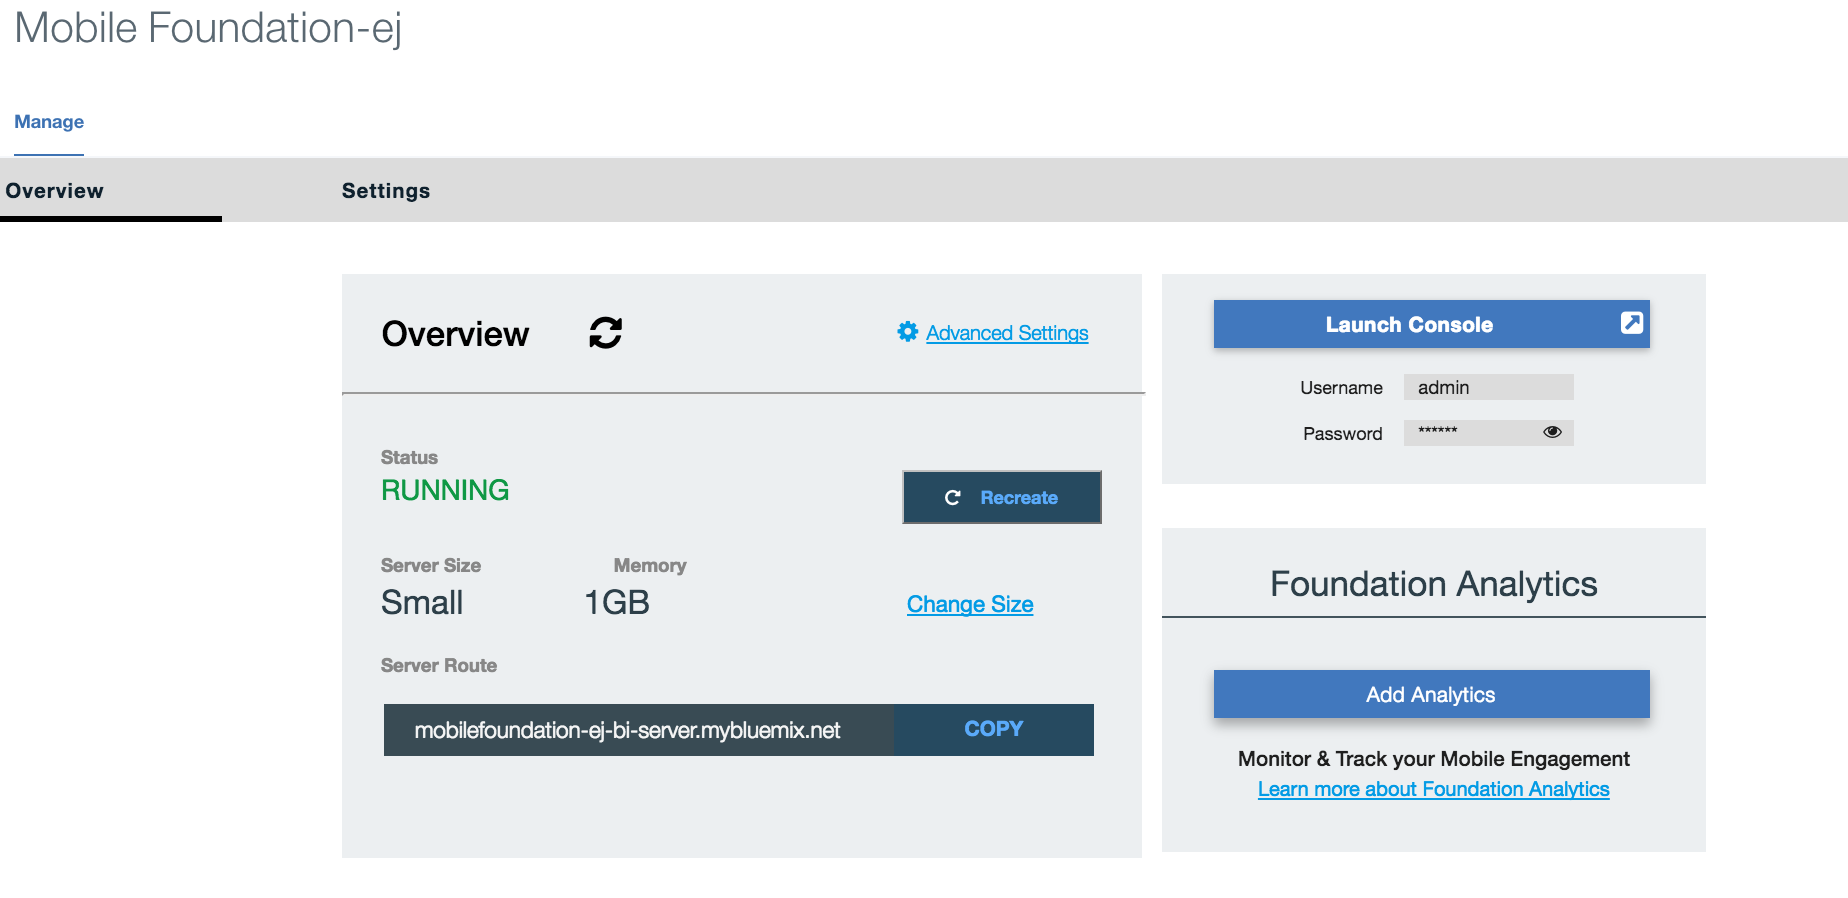 Mobile Foundation-ej
Manage
Overview
Settings
Overview
Advanced Settings
Status
RUNNING
Recreate
Server Size
Memory
Small
1GB
Change Size
Server Route
mobilefoundation-ej-bi-server.mybluemix.net
COPY
Launch Console
Username
admin
Password
******
Foundation Analytics
Add Analytics
Monitor & Track your Mobile Engagement
Learn more about Foundation Analytics